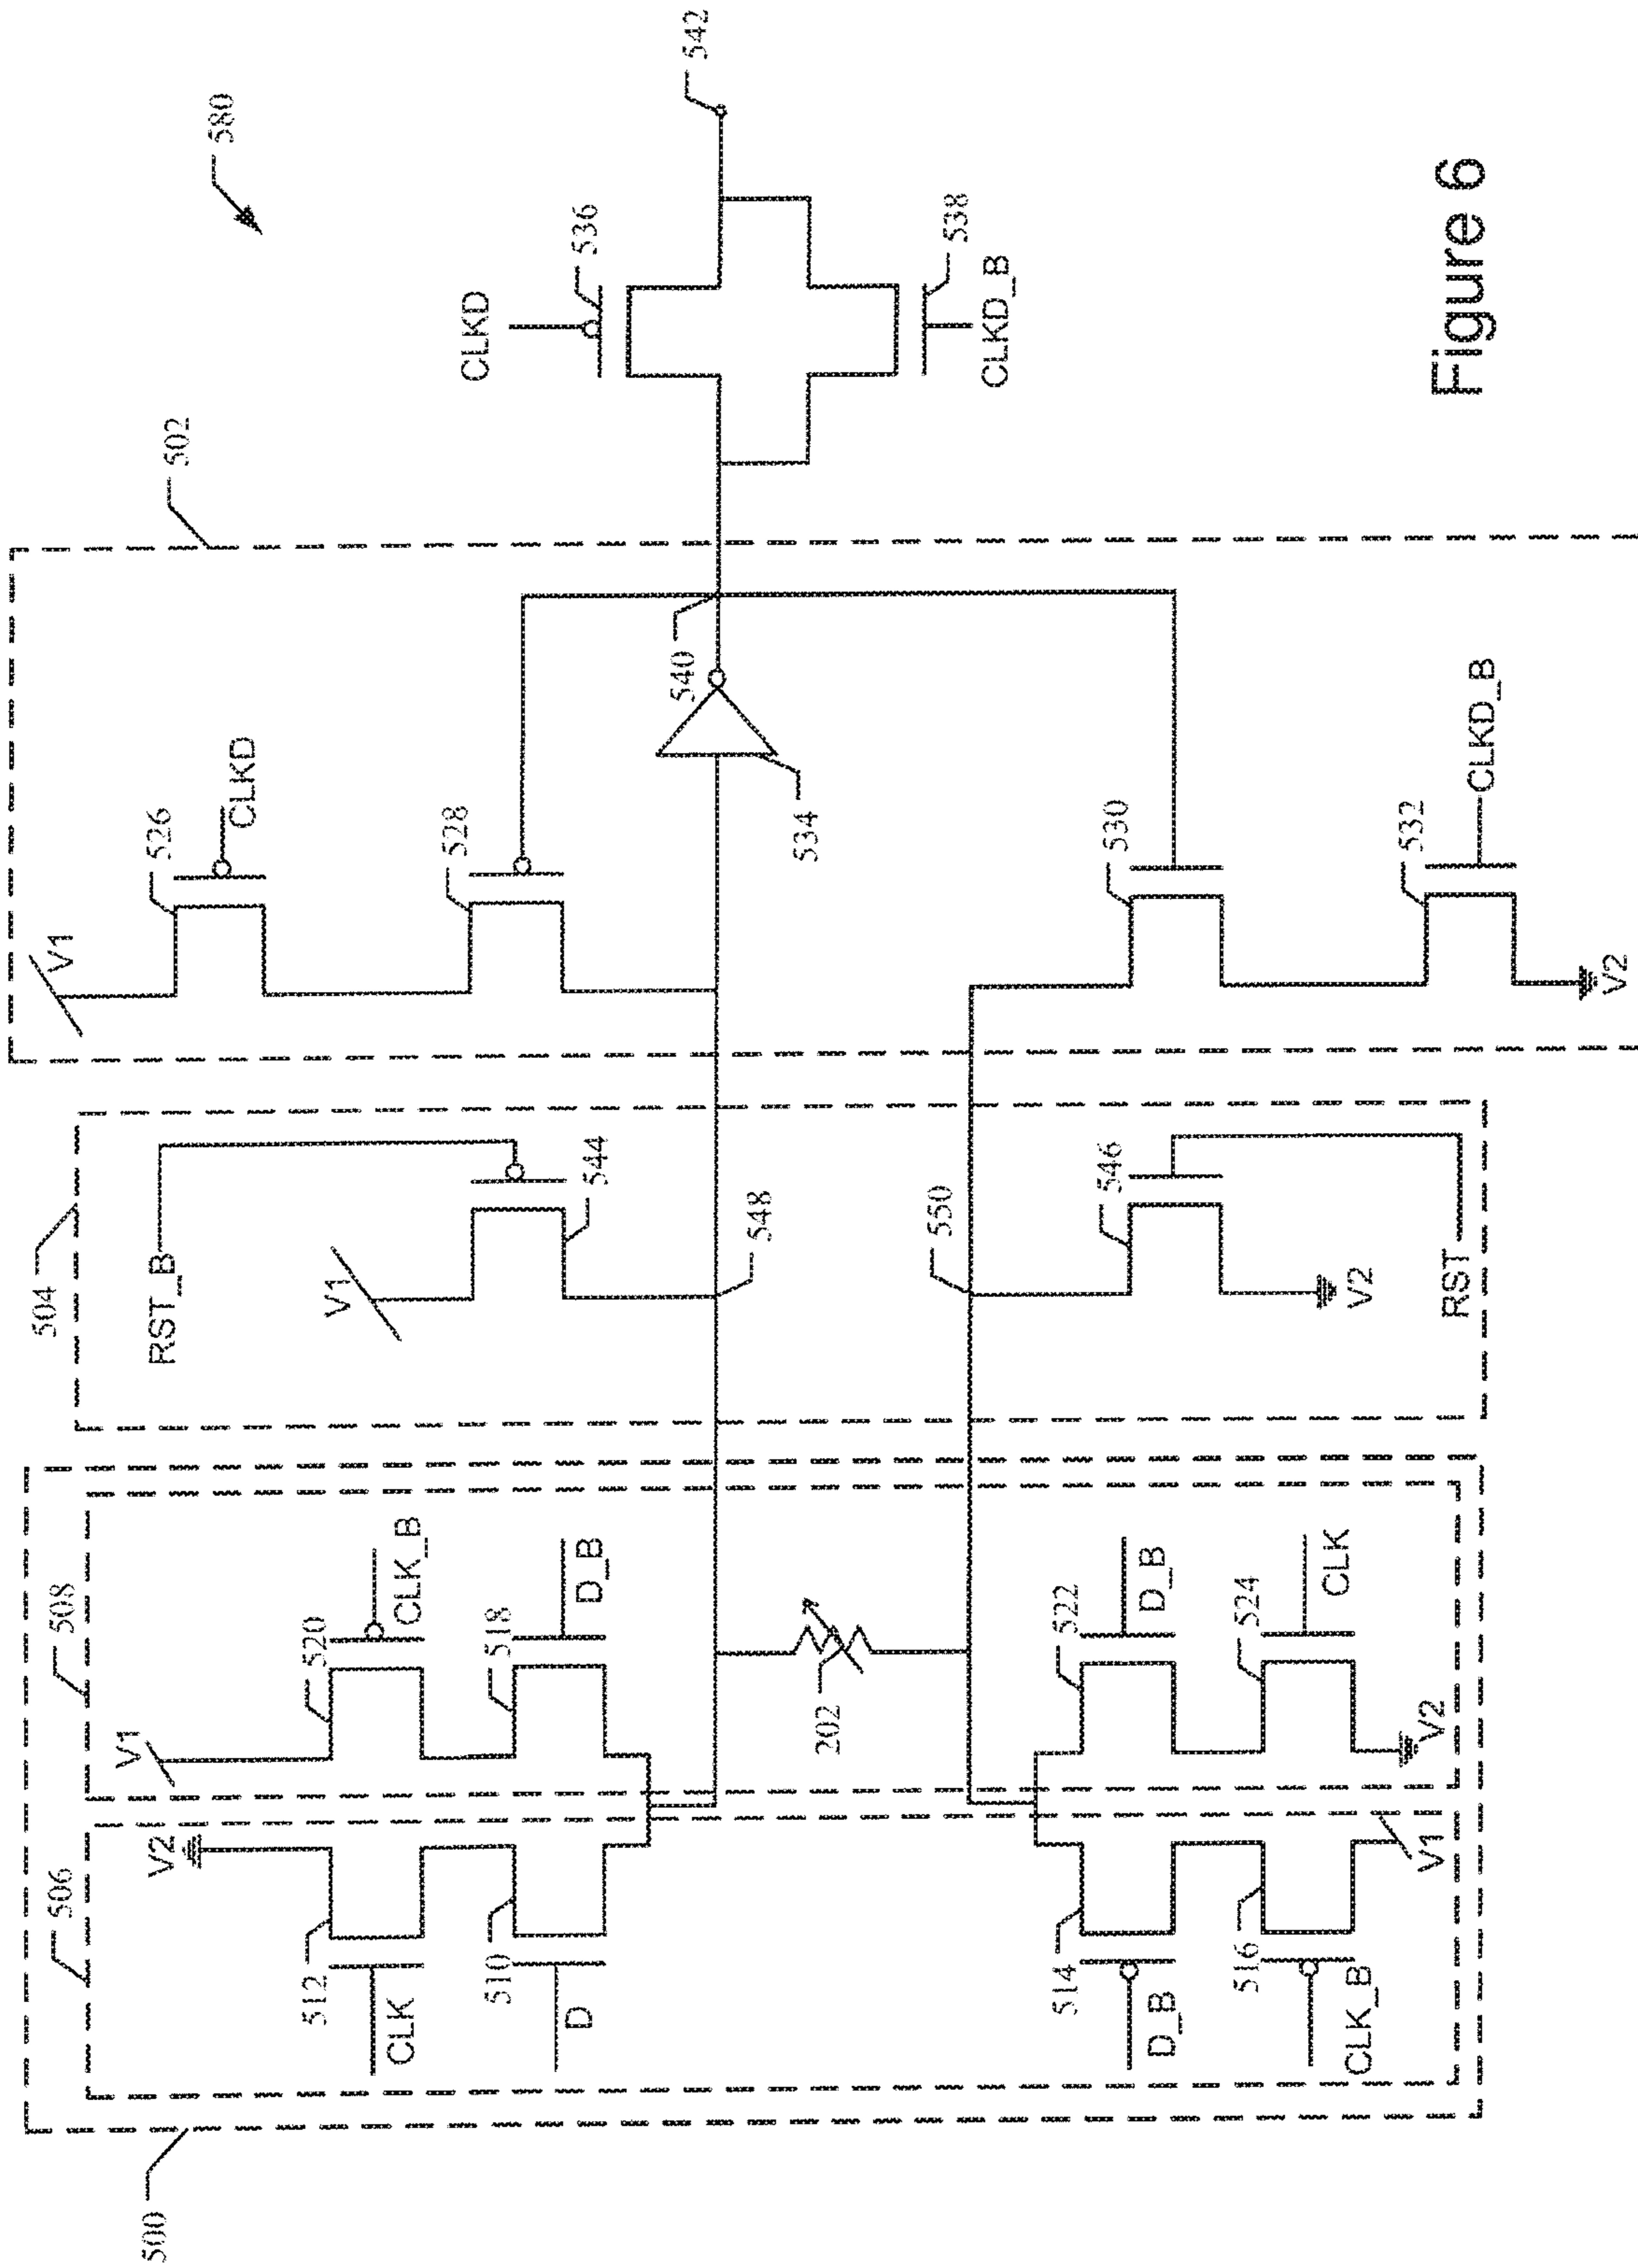 580
502
504
508
506
500
V1
526
CLKD
528
540
534
530
532
CLKD_B
V2
CLKD
536
538
CLKD_B
542
RST_B
V1
544
548
550
546
V2
RST
V2
V1
512
CLK
520
CLK_B
510
D
518
D_B
202
514
D_B
522
D_B
516
CLK_B
524
CLK
V1
V2
Figure 6